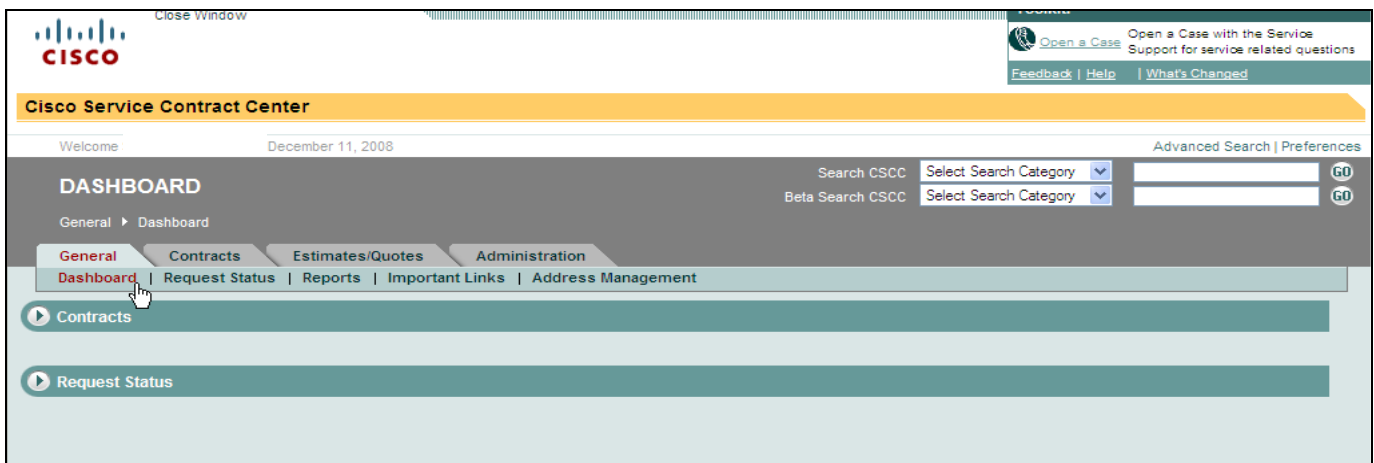 Close Window
CISCO
Toolkit:
Open a Case
Open a Case with the Service
Support for service related questions
Feedback | Help | What's Changed
Cisco Service Contract Center
Welcome December 11, 2008 Advanced Search | Preferences
DASHBOARD
Search CSCC Select Search Category GO
Beta Search CSCC Select Search Category GO
General Dashboard
General Contracts Estimates/Quotes Administration
Dashboard | Request Status | Reports | Important Links | Address Management
Contracts
Request Status